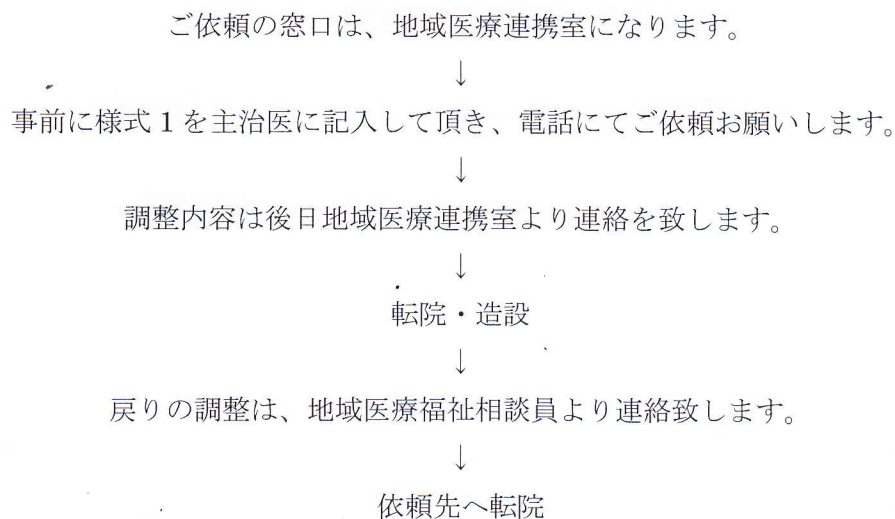 ご依頼の窓口は、地域医療連携室になります。
↓
事前に様式１を主治医に記入して頂き、電話にてご依頼お願いします。
↓
調整内容は後日地域医療連携室より連絡を致します。
↓
転院・造設
↓
戻りの調整は、地域医療福祉相談員より連絡致します。
↓
依頼先へ転院